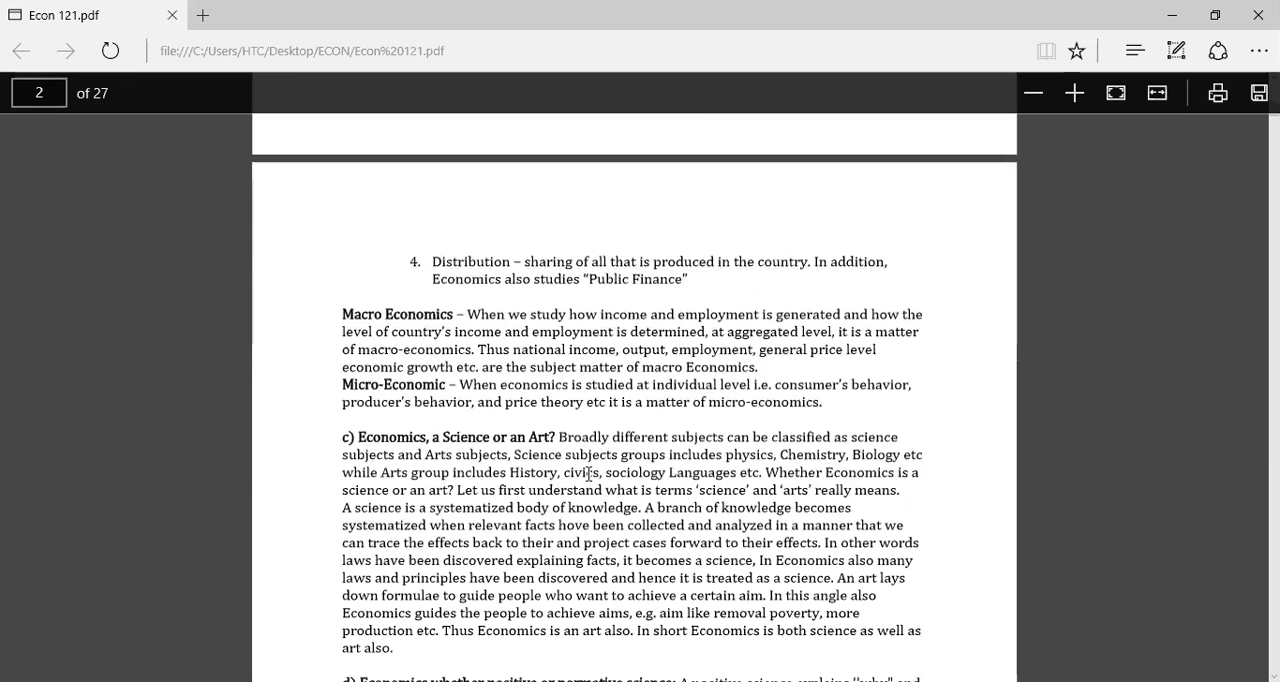 Econ 121.pdf
file:///C:/Users/HTC/Desktop/ECON/Econ%20121.pdf
2 of 27
4. Distribution – sharing of all that is produced in the country. In addition,
Economics also studies “Public Finance”
Macro Economics – When we study how income and employment is generated and how the
level of country’s income and employment is determined, at aggregated level, it is a matter
of macro-economics. Thus national income, output, employment, general price level
economic growth etc. are the subject matter of macro Economics.
Micro-Economic – When economics is studied at individual level i.e. consumer’s behavior,
producer’s behavior, and price theory etc it is a matter of micro-economics.
c) Economics, a Science or an Art? Broadly different subjects can be classified as science
subjects and Arts subjects, Science subjects groups includes physics, Chemistry, Biology etc
while Arts group includes History, civics, sociology Languages etc. Whether Economics is a
science or an art? Let us first understand what is terms ‘science’ and ‘arts’ really means.
A science is a systematized body of knowledge. A branch of knowledge becomes
systematized when relevant facts hove been collected and analyzed in a manner that we
can trace the effects back to their and project cases forward to their effects. In other words
laws have been discovered explaining facts, it becomes a science, In Economics also many
laws and principles have been discovered and hence it is treated as a science. An art lays
down formulae to guide people who want to achieve a certain aim. In this angle also
Economics guides the people to achieve aims, e.g. aim like removal poverty, more
production etc. Thus Economics is an art also. In short Economics is both science as well as
art also.
d) Economics whether positive or normative science: A positive science explains "why" and